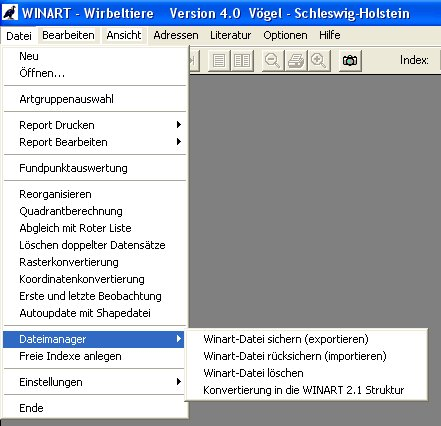 WINART - Wirbeltiere Version 4.0 Vögel - Schleswig-Holstein
Datei Bearbeiten Ansicht Adressen Literatur Optionen Hilfe
Index:
Neu
Öffnen...
Artgruppenauswahl
Report Drucken
Report Bearbeiten
Fundpunktauswertung
Reorganisieren
Quadrantberechnung
Abgleich mit Roter Liste
Löschen doppelter Datensätze
Rasterkonvertierung
Koordinatenkonvertierung
Erste und letzte Beobachtung
Autoupdate mit Shapedatei
Dateimanager
Freie Indexe anlegen
Einstellungen
Ende
Winart-Datei sichern (exportieren)
Winart-Datei rücksichern (importieren)
Winart-Datei löschen
Konvertierung in die WINART 2.1 Struktur